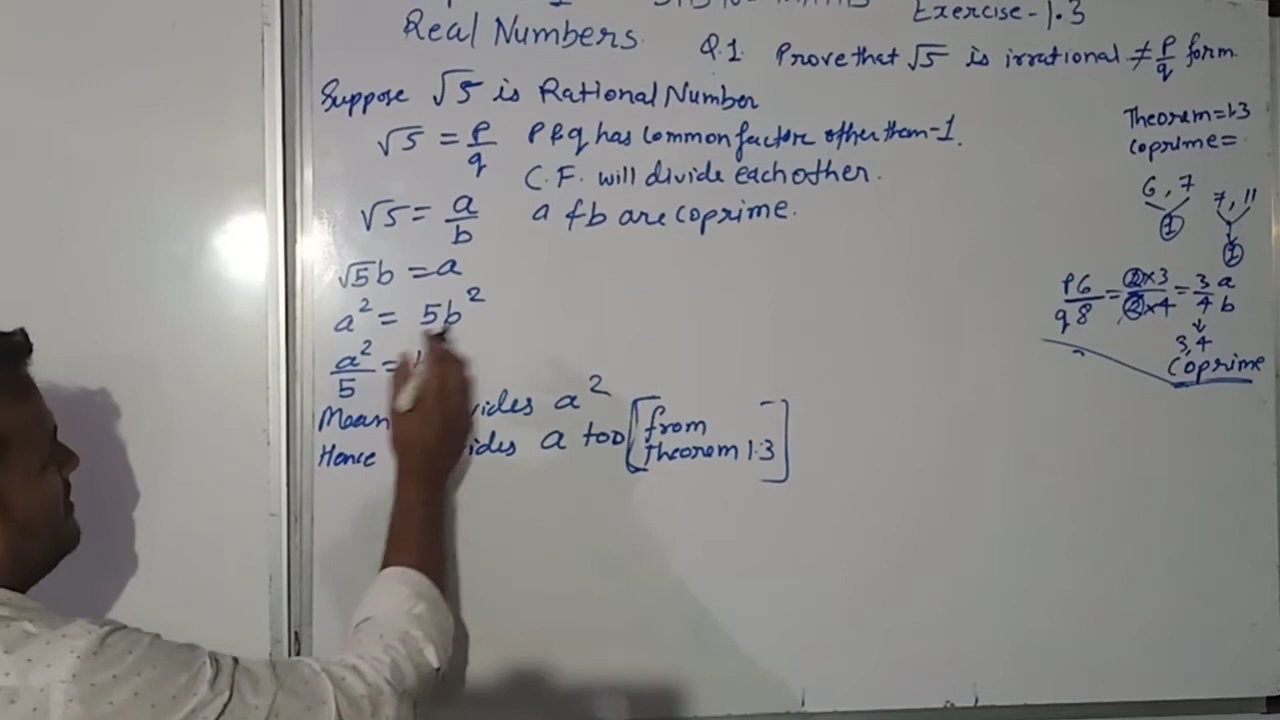 Exercise-1.3
Real Numbers.
Q.1. Prove that √5 is irrational ≠ p/q form.
Suppose √5 is Rational Number
√5 = P/q P & q has common factor other than-1.
C.F. will divide each other.
√5 = a/b a & b are coprime.
√5b = a
a² = 5b²
a²/5 =
Mean vides a²
Hence ides a too [from
theorem 1.3]
Theorem=1.3
Coprime=
6, 7
7, 11
1
1
P6/q8 = 2×3/2×4 = 3/4 a/b
3,4
Coprime